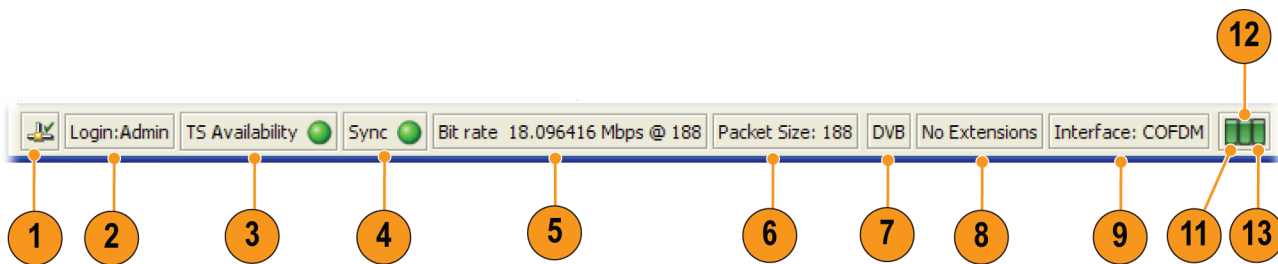 12
Login:Admin TS Availability Sync Bit rate 18.096416 Mbps @ 188 Packet Size: 188 DVB No Extensions Interface: COFDM
1 2 3 4 5 6 7 8 9 11 13